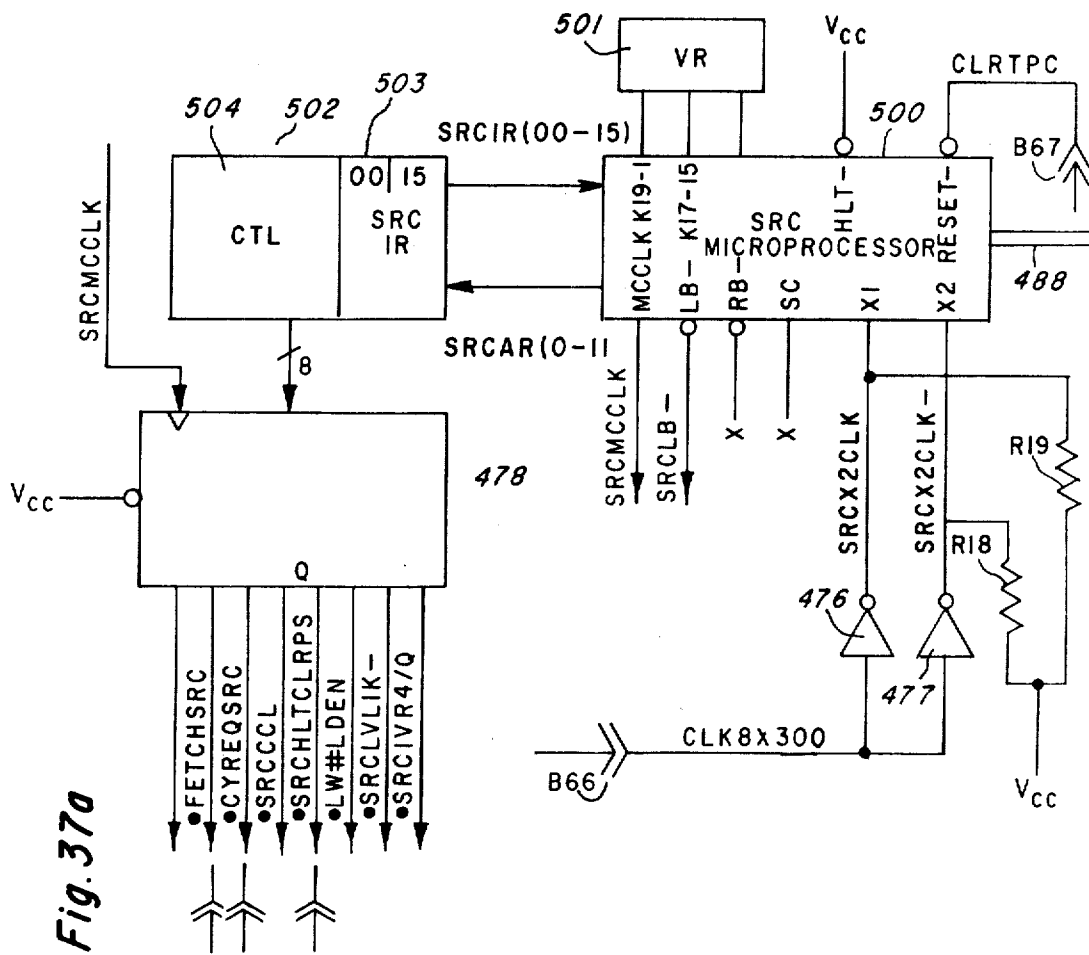 501
VR
VCC
CLRTPC
504
502
503
SRCIR(00-15)
500
B67
00 15
CTL
SRC
IR
MCCLK K19-1
LB- K17-15
RB-
SRC
MICROPROCESSOR
SC
HLT-
X1
RESET-
X2
488
SRCMCCLK
SRCAR(0-11
8
SRCMCCLK
SRCLB-
X
X
SRCX2CLK
SRCX2CLK-
R19
R18
VCC
478
Q
476
477
CLK8X300
B66
VCC
•FETCHSRC
•CYREQSRC
•SRCCCL
•SRCHLTCLRPS
•LW#LDEN
•SRCLVLIK-
•SRCIVR4/Q
Fig. 37a